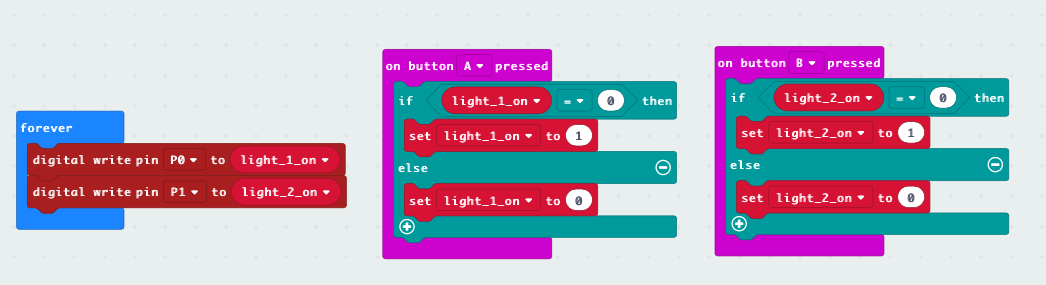 forever
digital write pin P0 to light_1_on
digital write pin P1 to light_2_on
on button A pressed
if light_1_on = 0 then
set light_1_on to 1
else
set light_1_on to 0
on button B pressed
if light_2_on = 0 then
set light_2_on to 1
else
set light_2_on to 0